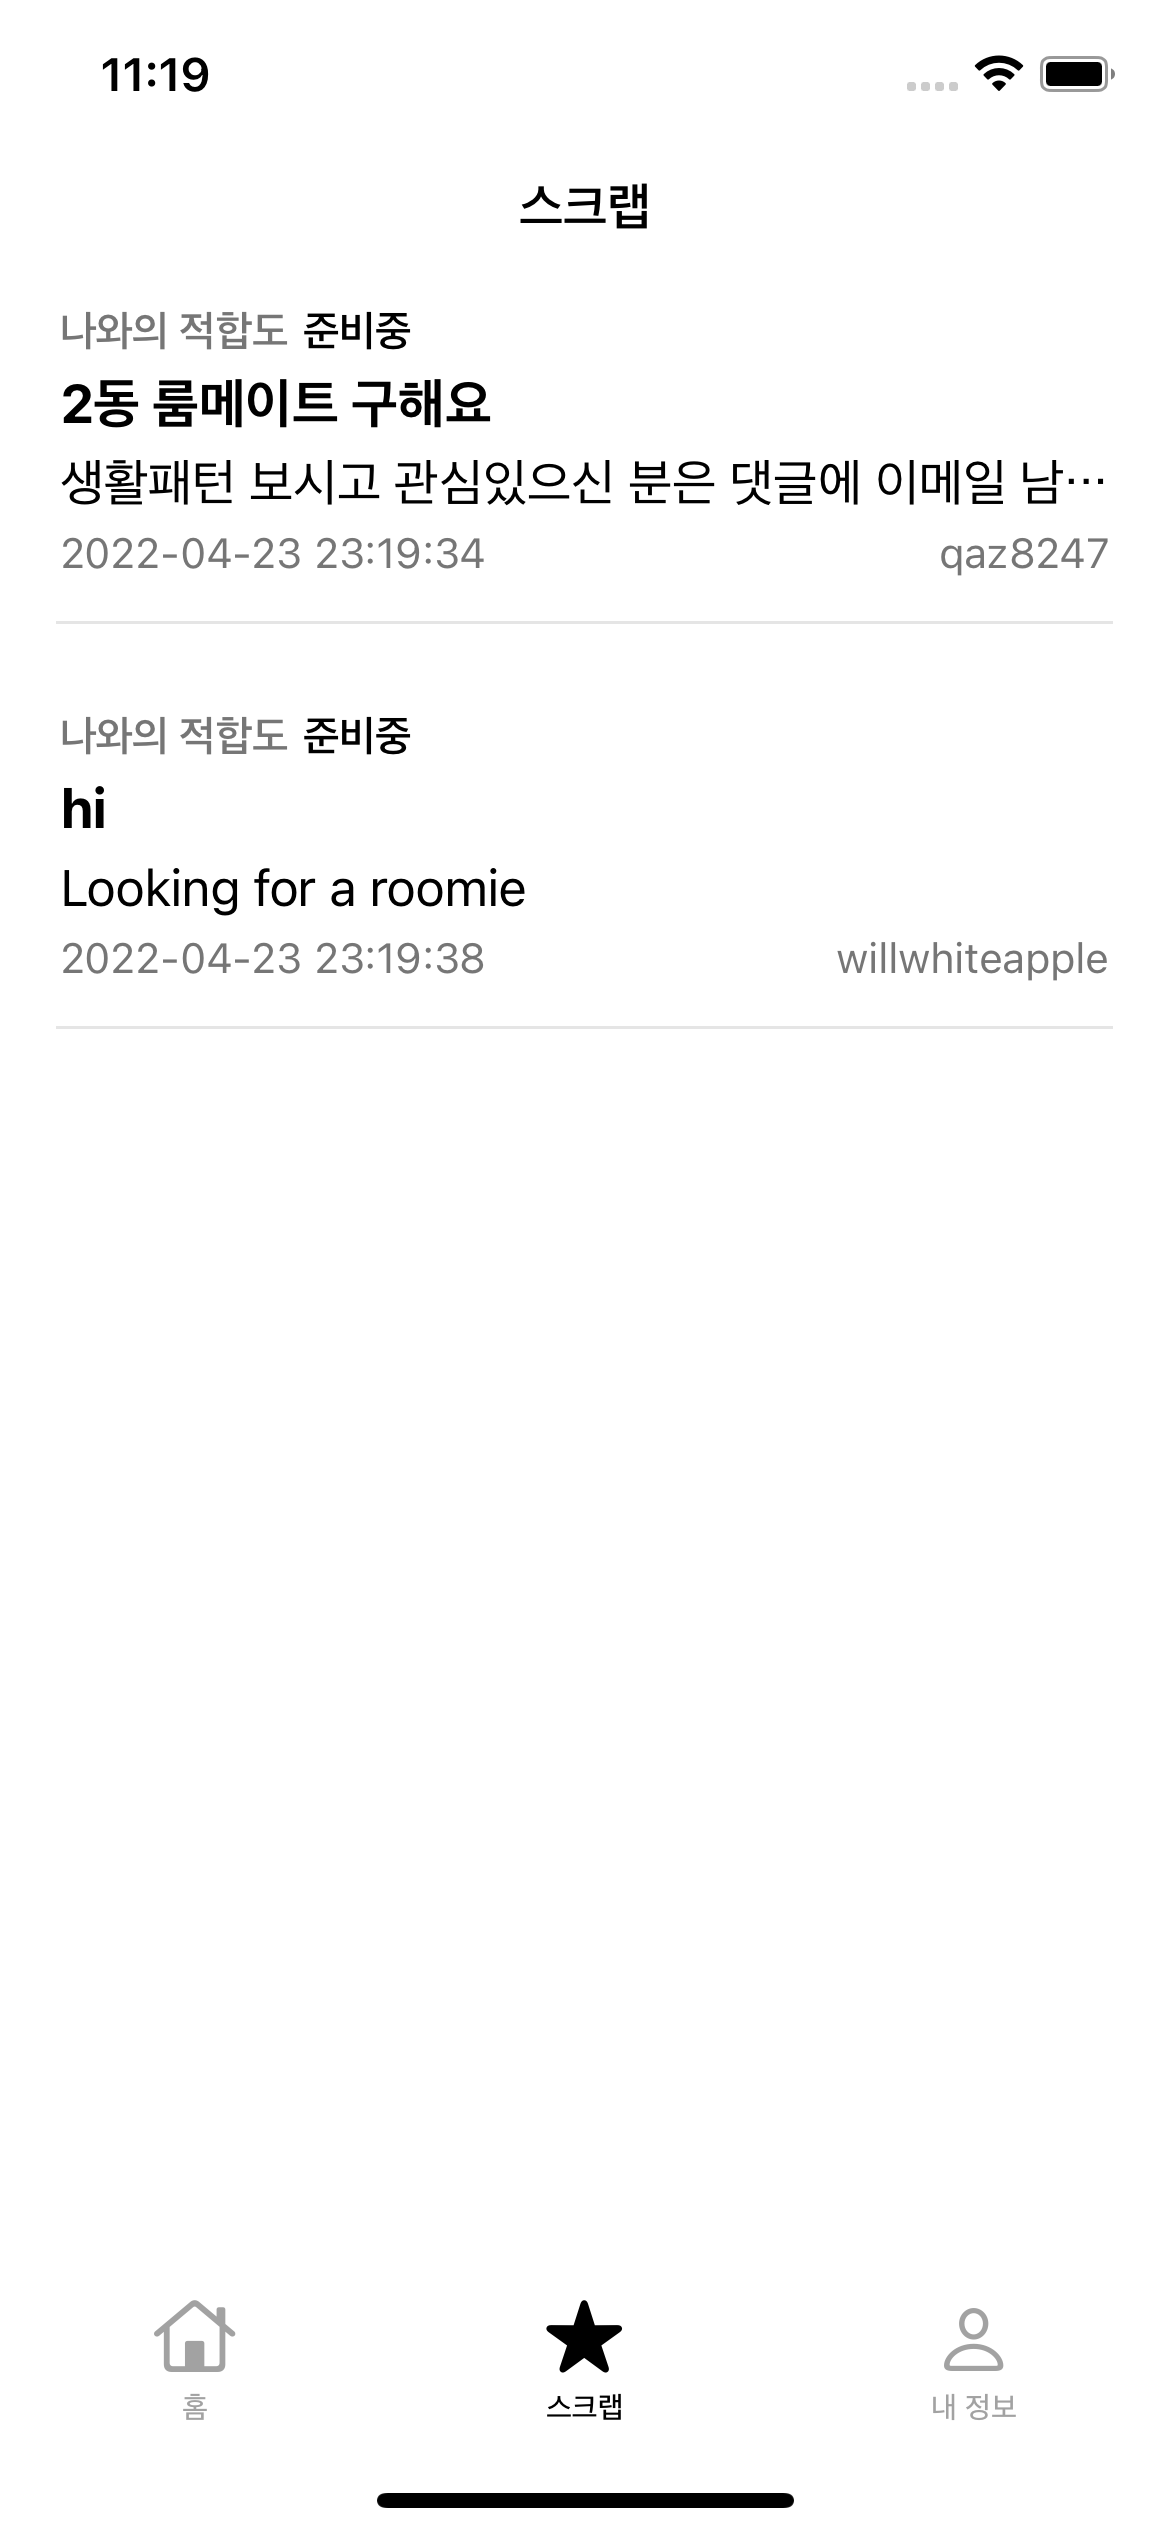 11:19
스크랩
나와의 적합도 준비중
2동 룸메이트 구해요
생활패턴 보시고 관심있으신 분은 댓글에 이메일 남…
2022-04-23 23:19:34 qaz8247
나와의 적합도 준비중
hi
Looking for a roomie
2022-04-23 23:19:38 willwhiteapple
홈 스크랩 내 정보